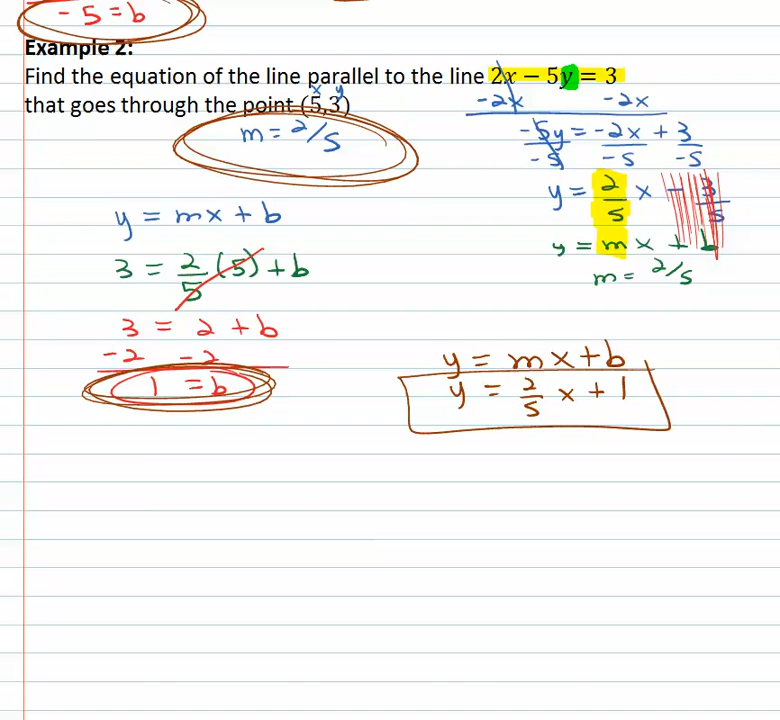 - 5 = b
Example 2:
Find the equation of the line parallel to the line 2x − 5y = 3
-2x -2x
that goes through the point (5,3)
x y
m = 2/5
-5y = -2x + 3
-5 -5 -5
y = 2/5 x - 3/5
y = mx + b
m = 2/5
y = mx + b
3 = 2/5 (5) + b
3 = 2 + b
-2 -2
1 = b
y = mx + b
y = 2/5 x + 1